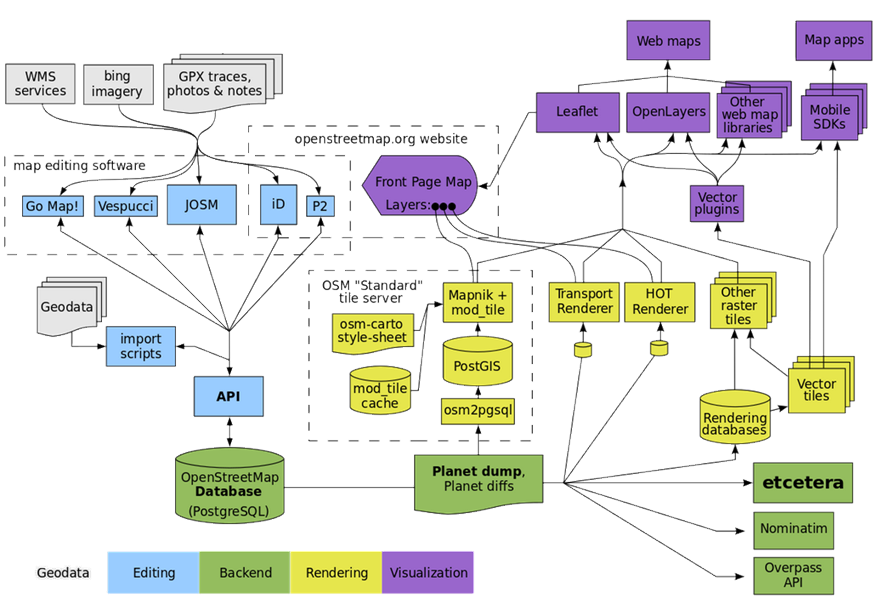 Web maps
Map apps
WMS
services
bing
imagery
GPX traces,
photos & notes
Leaflet
OpenLayers
Other
web map
libraries
Mobile
SDKs
openstreetmap.org website
map editing software
Front Page Map
Layers:
Go Map!
Vespucci
JOSM
iD
P2
Vector
plugins
OSM "Standard"
tile server
Mapnik +
mod_tile
Transport
Renderer
HOT
Renderer
Other
raster
tiles
Geodata
import
scripts
osm-carto
style-sheet
PostGIS
mod_tile
cache
osm2pgsql
Vector
tiles
Rendering
databases
API
OpenStreetMap
Database
(PostgreSQL)
Planet dump,
Planet diffs
etcetera
Nominatim
Overpass
API
Geodata
Editing
Backend
Rendering
Visualization